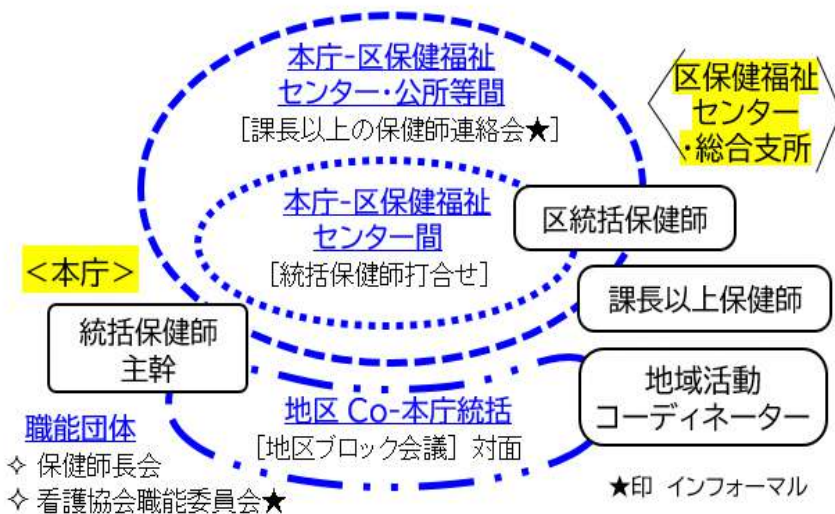 本庁-区保健福祉
センター・公所等間
[課長以上の保健師連絡会★]
区保健福祉
センター
・総合支所
本庁-区保健福祉
センター間
[統括保健師打合せ]
区統括保健師
<本庁>
課長以上保健師
統括保健師
主幹
地域活動
コーディネーター
地区 Co-本庁統括
[地区ブロック会議] 対面
職能団体
✧ 保健師長会
✧ 看護協会職能委員会★
★印 インフォーマル